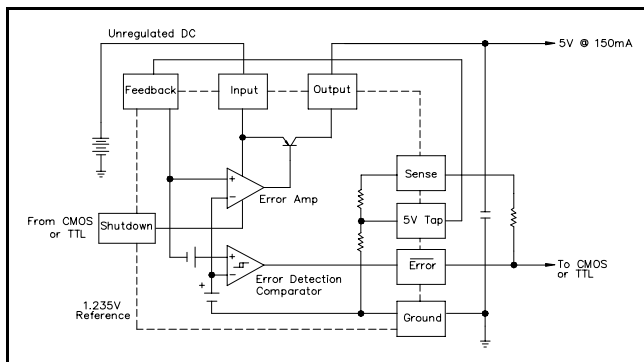 Unregulated DC
5V @ 150mA
Feedback
Input
Output
+
−
Error Amp
Sense
5V Tap
From CMOS
or TTL
Shutdown
+
−
Error
Error Detection
Comparator
To CMOS
or TTL
+
1.235V
Reference
Ground